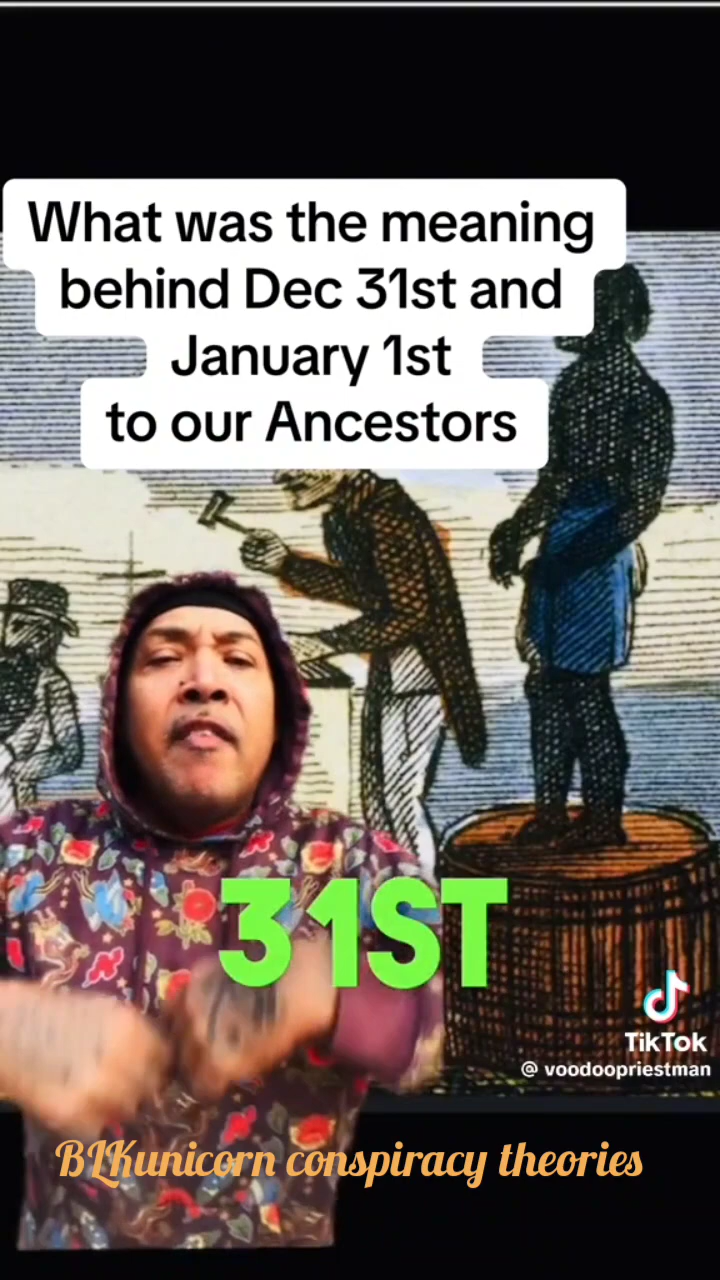 What was the meaning
behind Dec 31st and
January 1st
to our Ancestors
31ST
TikTok
@ voodoopriestman
BLKunicorn conspiracy theories